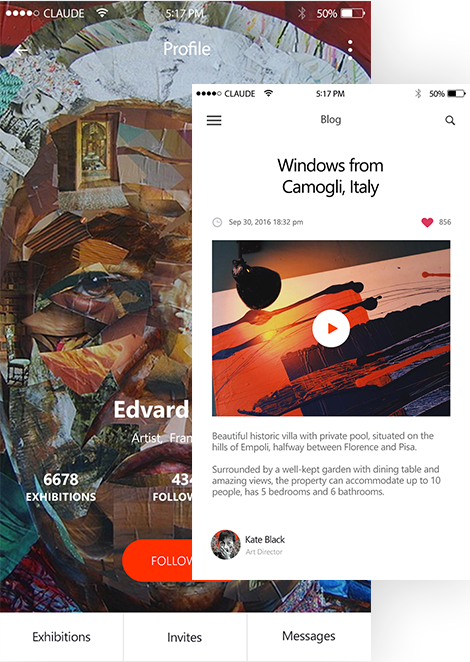 CLAUDE 5:17 PM 50%
Profile
CLAUDE 5:17 PM 50%
Blog
Windows from
Camogli, Italy
Sep 30, 2016 18:32 pm 856
Beautiful historic villa with private pool, situated on the
hills of Empoli, halfway between Florence and Pisa.
Surrounded by a well-kept garden with dining table and
amazing views, the property can accommodate up to 10
people, has 5 bedrooms and 6 bathrooms.
Kate Black
Art Director
Edvard
Artist,
6678
EXHIBITIONS
Exhibitions Invites Messages